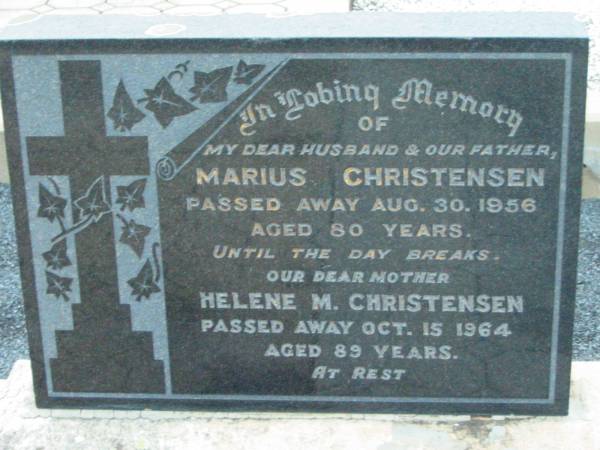 In Loving Memory
OF
MY DEAR HUSBAND & OUR FATHER,
MARIUS CHRISTENSEN
PASSED AWAY AUG. 30. 1956
AGED 80 YEARS.
UNTIL THE DAY BREAKS.
OUR DEAR MOTHER
HELENE M. CHRISTENSEN
PASSED AWAY OCT. 15 1964
AGED 89 YEARS.
AT REST